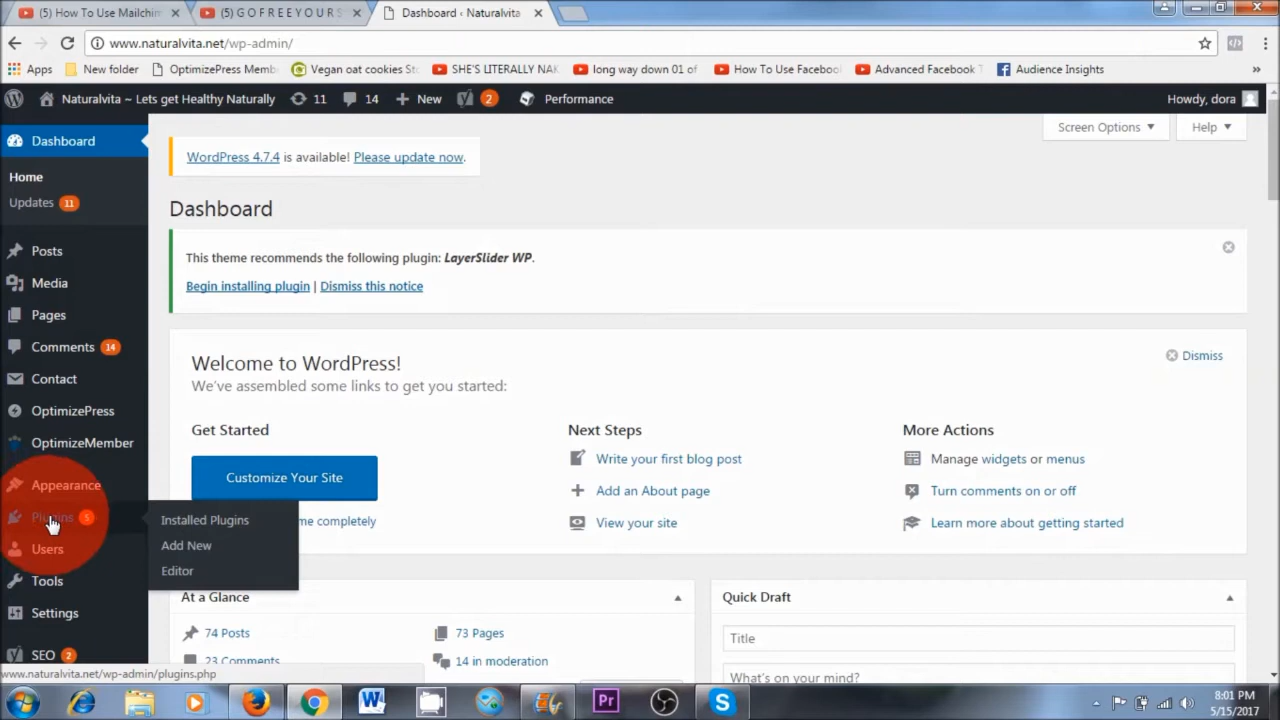 (5) How To Use Mailchim
(5) G O F R E E Y O U R S
Dashboard ‹ Naturalvita
www.naturalvita.net/wp-admin/
Apps
New folder
OptimizePress Memb
Vegan oat cookies St
SHE'S LITERALLY NAK
long way down 01 of
How To Use Facebool
Advanced Facebook T
Audience Insights
»
Naturalvita ~ Lets get Healthy Naturally
11
14
New
2
Performance
Howdy, dora
Dashboard
Home
Updates 11
Posts
Media
Pages
Comments 14
Contact
OptimizePress
OptimizeMember
Appearance
Plugins 5
Users
Tools
Settings
SEO 2
Installed Plugins
Add New
Editor
Screen Options
Help
WordPress 4.7.4 is available! Please update now.
Dashboard
This theme recommends the following plugin: LayerSlider WP.
Begin installing plugin | Dismiss this notice
Welcome to WordPress!
Dismiss
We've assembled some links to get you started:
Get Started
Customize Your Site
me completely
Next Steps
Write your first blog post
Add an About page
View your site
More Actions
Manage widgets or menus
Turn comments on or off
Learn more about getting started
At a Glance
74 Posts
73 Pages
23 Comments
14 in moderation
Quick Draft
Title
What's on your mind?
www.naturalvita.net/wp-admin/plugins.php
W
Pr
S
8:01 PM
5/15/2017